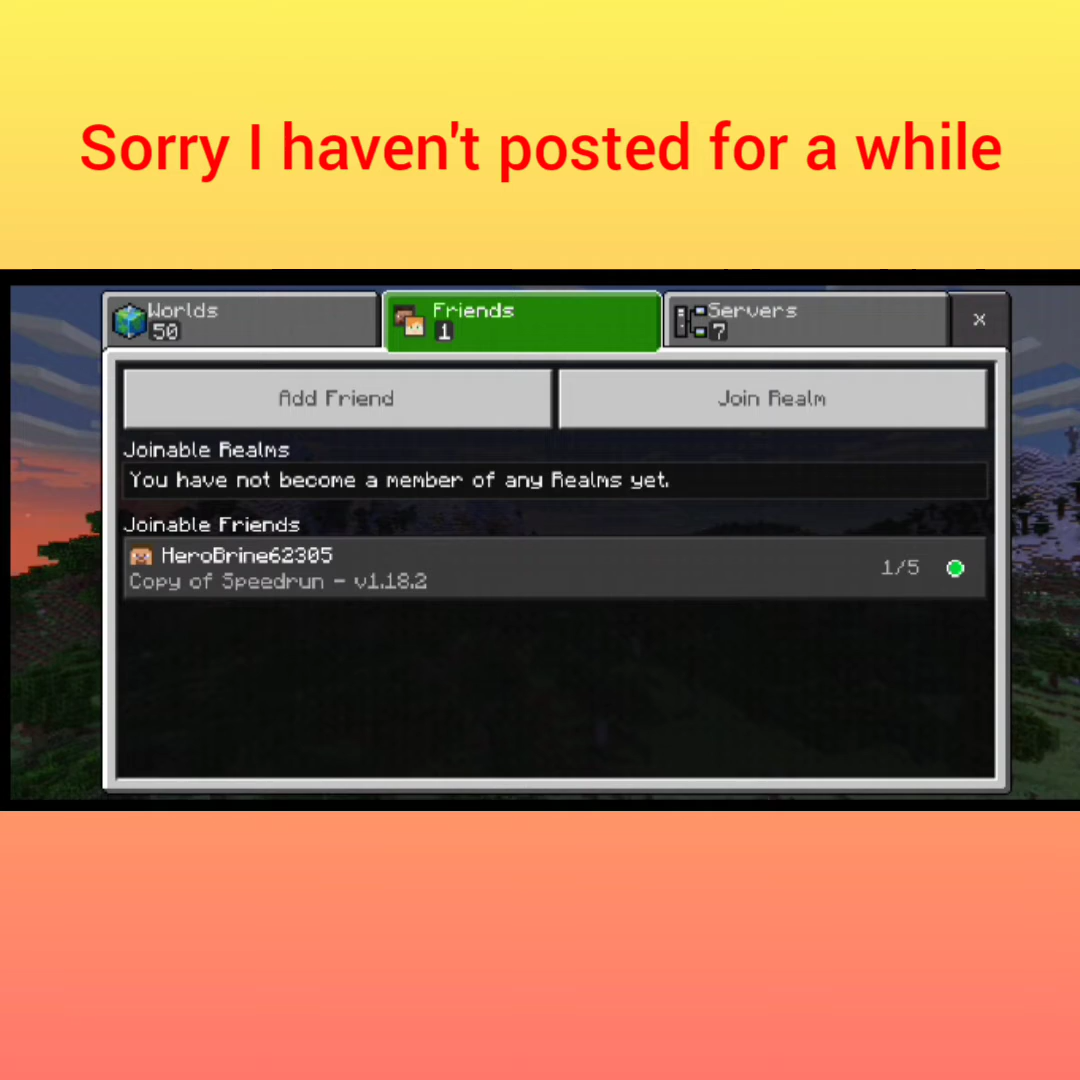 Sorry I haven't posted for a while
Worlds
50
Friends
1
Servers
7
x
Add Friend
Join Realm
Joinable Realms
You have not become a member of any Realms yet.
Joinable Friends
HeroBrine62305
Copy of Speedrun - v1.18.2
1/5